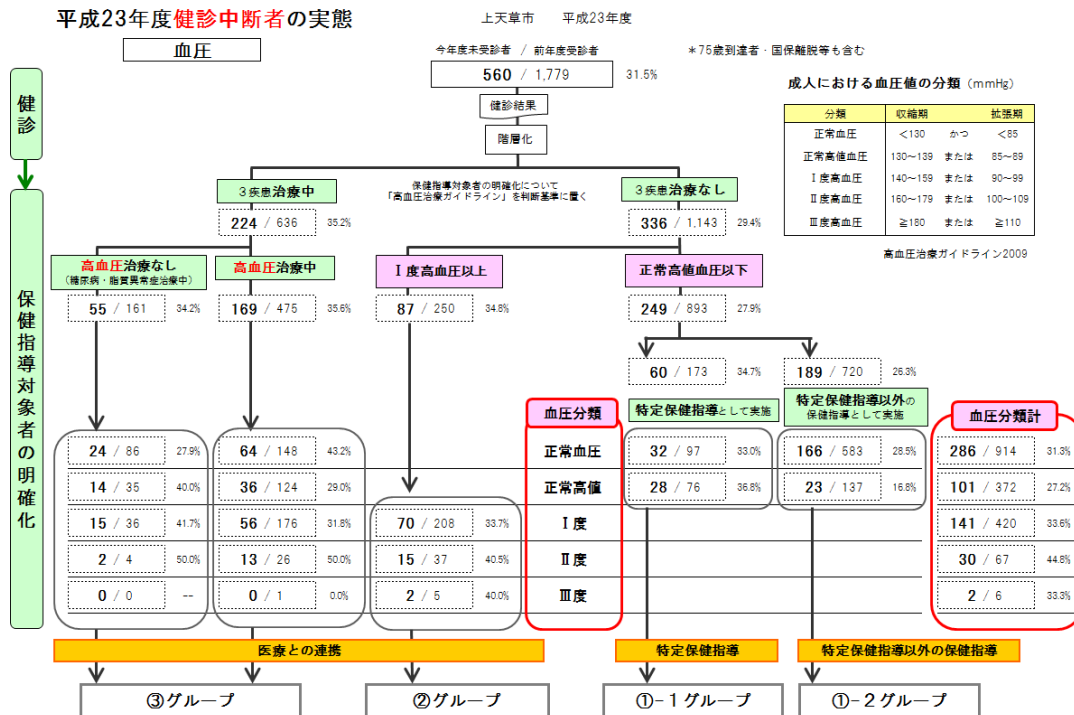 平成23年度健診中断者の実態
上天草市 平成23年度
血圧
今年度未受診者 / 前年度受診者
＊75歳到達者・国保離脱等も含む
560 / 1,779 31.5%
健診
健診結果
階層化
成人における血圧値の分類 (mmHg)
分類 収縮期 拡張期
正常血圧 ＜130 かつ ＜85
正常高値血圧 130～139 または 85～89
Ⅰ度高血圧 140～159 または 90～99
Ⅱ度高血圧 160～179 または 100～109
Ⅲ度高血圧 ≧180 または ≧110
高血圧治療ガイドライン2009
保健指導対象者の明確化
3疾患治療中
保健指導対象者の明確化について
「高血圧治療ガイドライン」を判断基準に置く
3疾患治療なし
224 / 636 35.2%
336 / 1,143 29.4%
高血圧治療なし
(糖尿病・脂質異常症治療中)
高血圧治療中
Ⅰ度高血圧以上
正常高値血圧以下
55 / 161 34.2%
169 / 475 35.6%
87 / 250 34.8%
249 / 893 27.9%
60 / 173 34.7%
189 / 720 26.3%
血圧分類
特定保健指導として実施
特定保健指導以外の
保健指導として実施
血圧分類計
24 / 86 27.9% 64 / 148 43.2% 正常血圧 32 / 97 33.0% 166 / 583 28.5% 286 / 914 31.3%
14 / 35 40.0% 36 / 124 29.0% 正常高値 28 / 76 36.8% 23 / 137 16.8% 101 / 372 27.2%
15 / 36 41.7% 56 / 176 31.8% 70 / 208 33.7% Ⅰ度 141 / 420 33.6%
2 / 4 50.0% 13 / 26 50.0% 15 / 37 40.5% Ⅱ度 30 / 67 44.8%
0 / 0 -- 0 / 1 0.0% 2 / 5 40.0% Ⅲ度 2 / 6 33.3%
医療との連携
特定保健指導
特定保健指導以外の保健指導
③グループ
②グループ
①-1グループ
①-2グループ